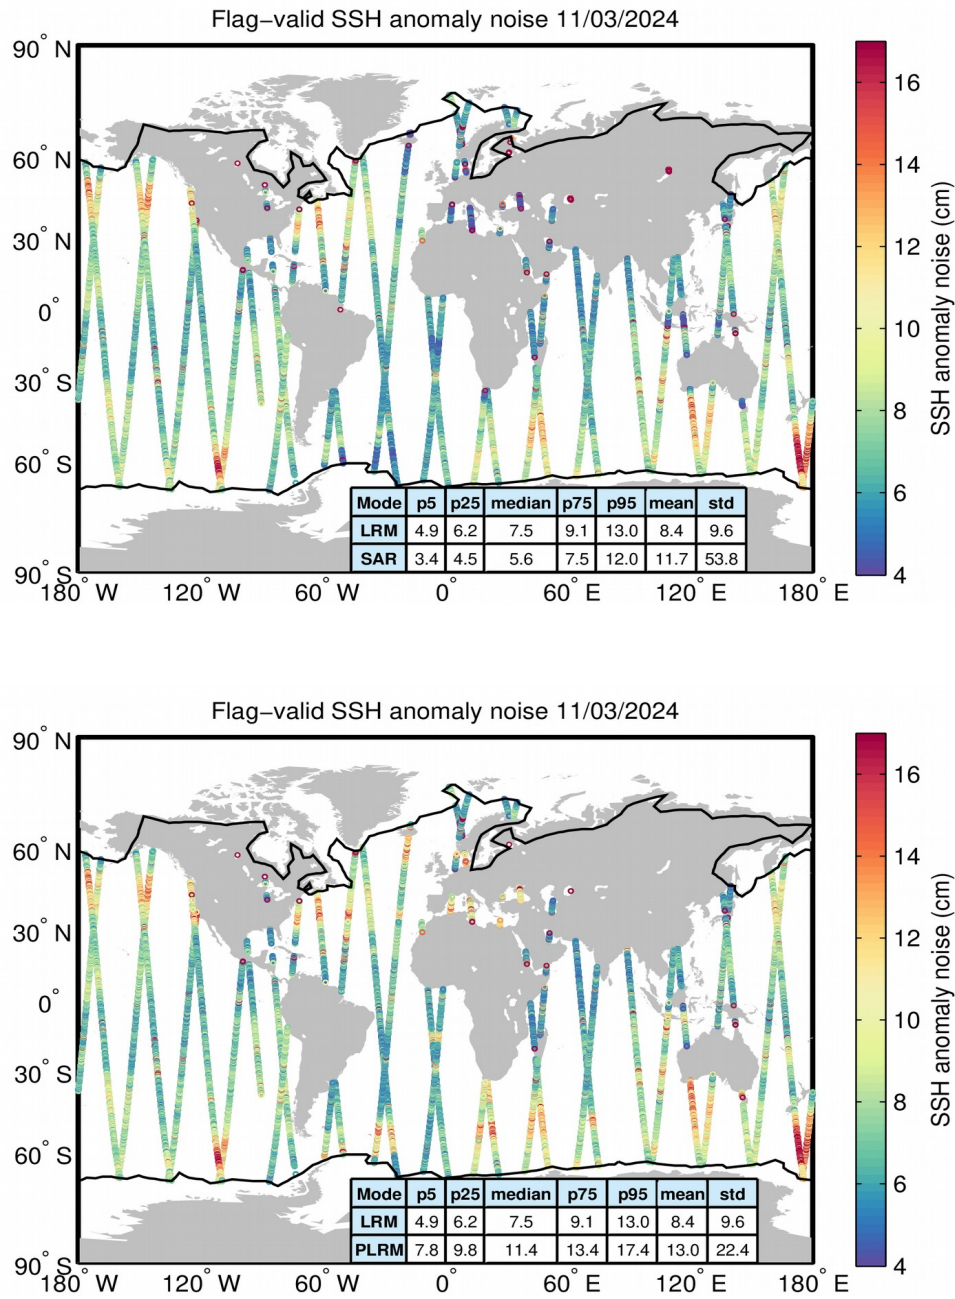 Flag−valid SSH anomaly noise 11/03/2024
90° N
60° N
30° N
0°
30° S
60° S
90° S
180° W
120° W
60° W
0°
60° E
120° E
180° E
Mode p5 p25 median p75 p95 mean std
LRM 4.9 6.2 7.5 9.1 13.0 8.4 9.6
SAR 3.4 4.5 5.6 7.5 12.0 11.7 53.8
16
14
12
10
8
6
4
SSH anomaly noise (cm)
Flag−valid SSH anomaly noise 11/03/2024
90° N
60° N
30° N
0°
30° S
60° S
90° S
180° W
120° W
60° W
0°
60° E
120° E
180° E
Mode p5 p25 median p75 p95 mean std
LRM 4.9 6.2 7.5 9.1 13.0 8.4 9.6
PLRM 7.8 9.8 11.4 13.4 17.4 13.0 22.4
16
14
12
10
8
6
4
SSH anomaly noise (cm)